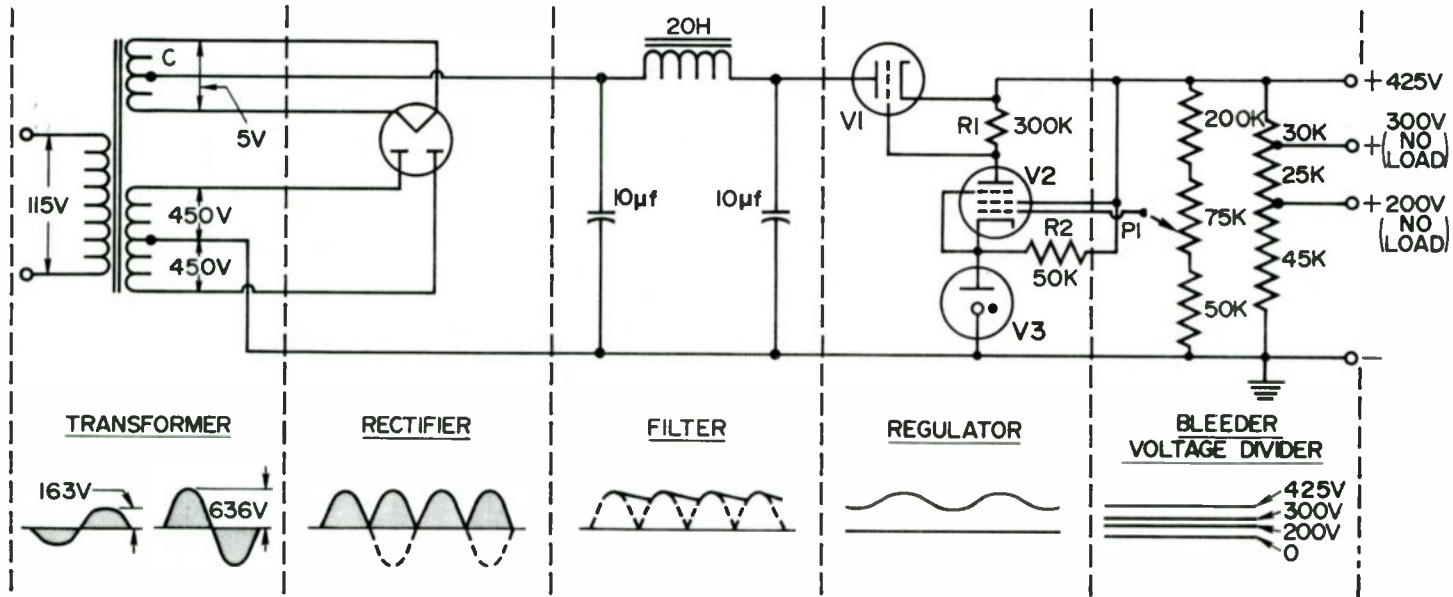 C
5V
115V
450V
450V
20H
10µf
10µf
V1
R1
300K
V2
R2
50K
V3
P1
200K
75K
50K
30K
25K
45K
+425V
+(300V NO LOAD)
+200V
(NO LOAD)
−
TRANSFORMER
RECTIFIER
FILTER
REGULATOR
BLEEDER
VOLTAGE DIVIDER
163V
636V
425V
300V
200V
0